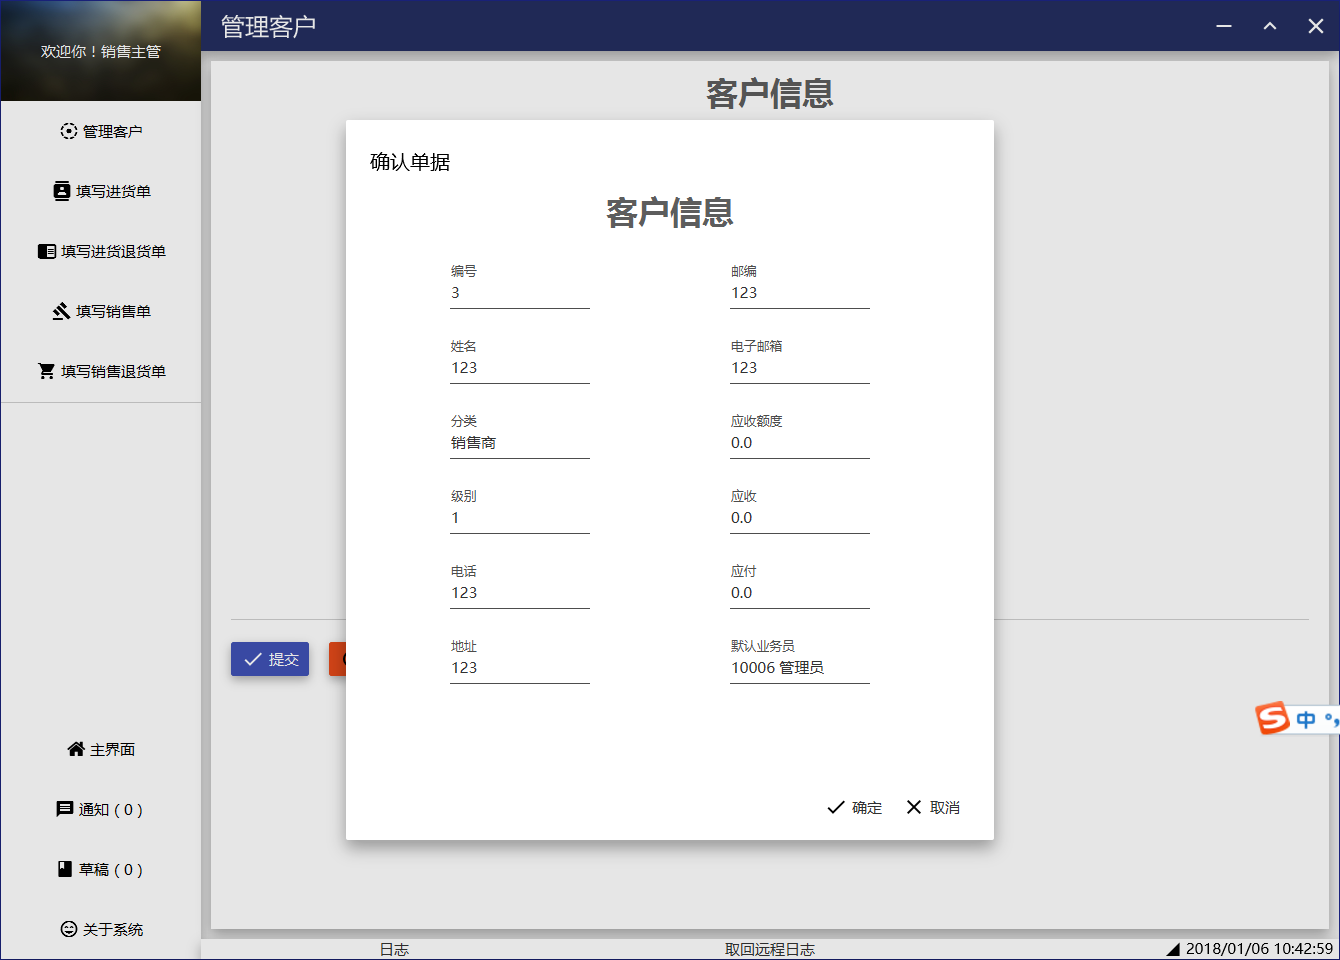 欢迎你！销售主管
管理客户
管理客户
填写进货单
填写进货退货单
填写销售单
填写销售退货单
主界面
通知 ( 0 )
草稿 ( 0 )
关于系统
客户信息
提交
确认单据
客户信息
编号
3
邮编
123
姓名
123
电子邮箱
123
分类
销售商
应收额度
0.0
级别
1
应收
0.0
电话
123
应付
0.0
地址
123
默认业务员
10006 管理员
确定
取消
中 °,
日志
取回远程日志
2018/01/06 10:42:59